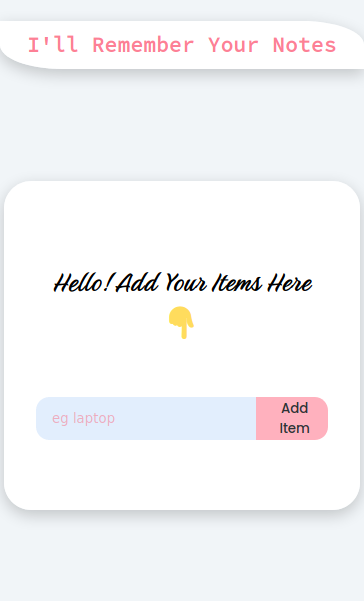 I'll Remember Your Notes
Hello! Add Your Items Here
👇
eg laptop
Add
Item